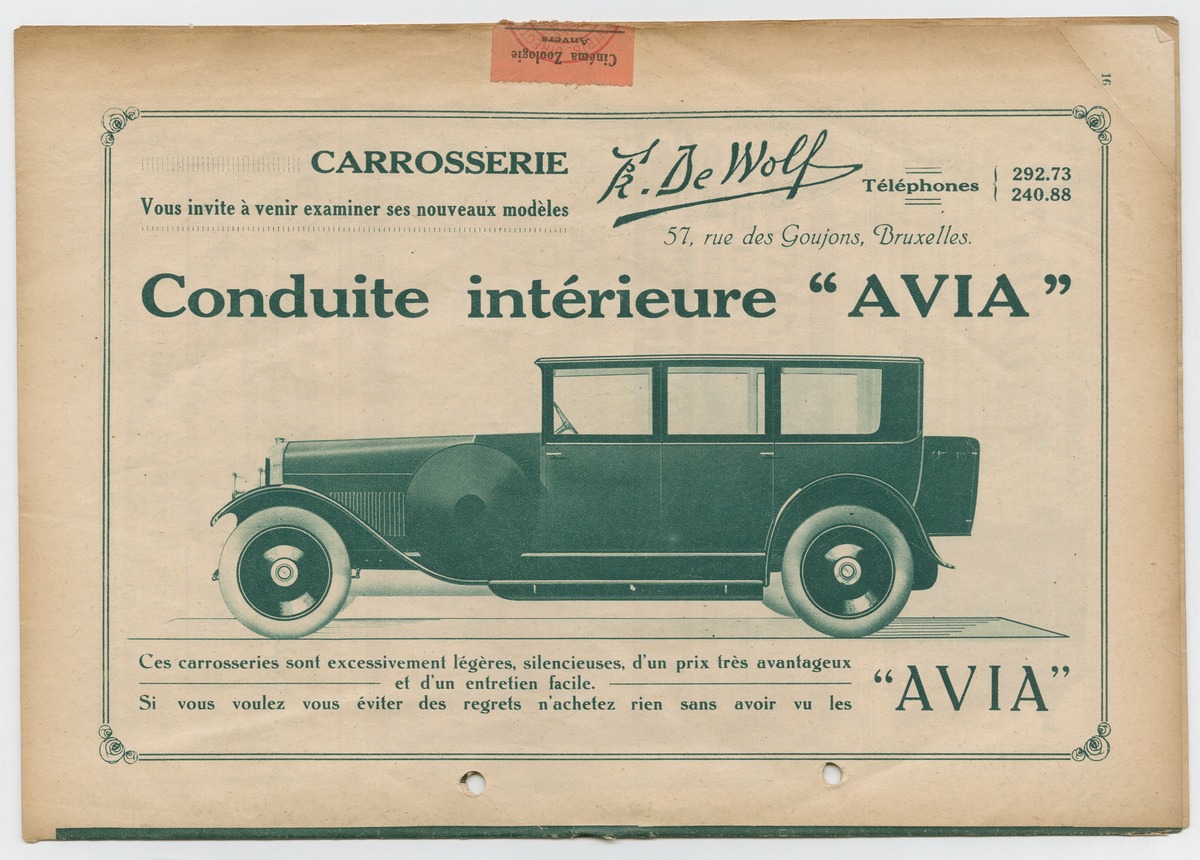 Cinéma Zoologie
Anvers
16
CARROSSERIE
Vous invite à venir examiner ses nouveaux modèles
De Wolf
Téléphones { 292.73
240.88
57, rue des Goujons, Bruxelles.
Conduite intérieure “AVIA”
Ces carrosseries sont excessivement légères, silencieuses, d'un prix très avantageux
et d'un entretien facile.
Si vous voulez vous éviter des regrets n'achetez rien sans avoir vu les
“AVIA”